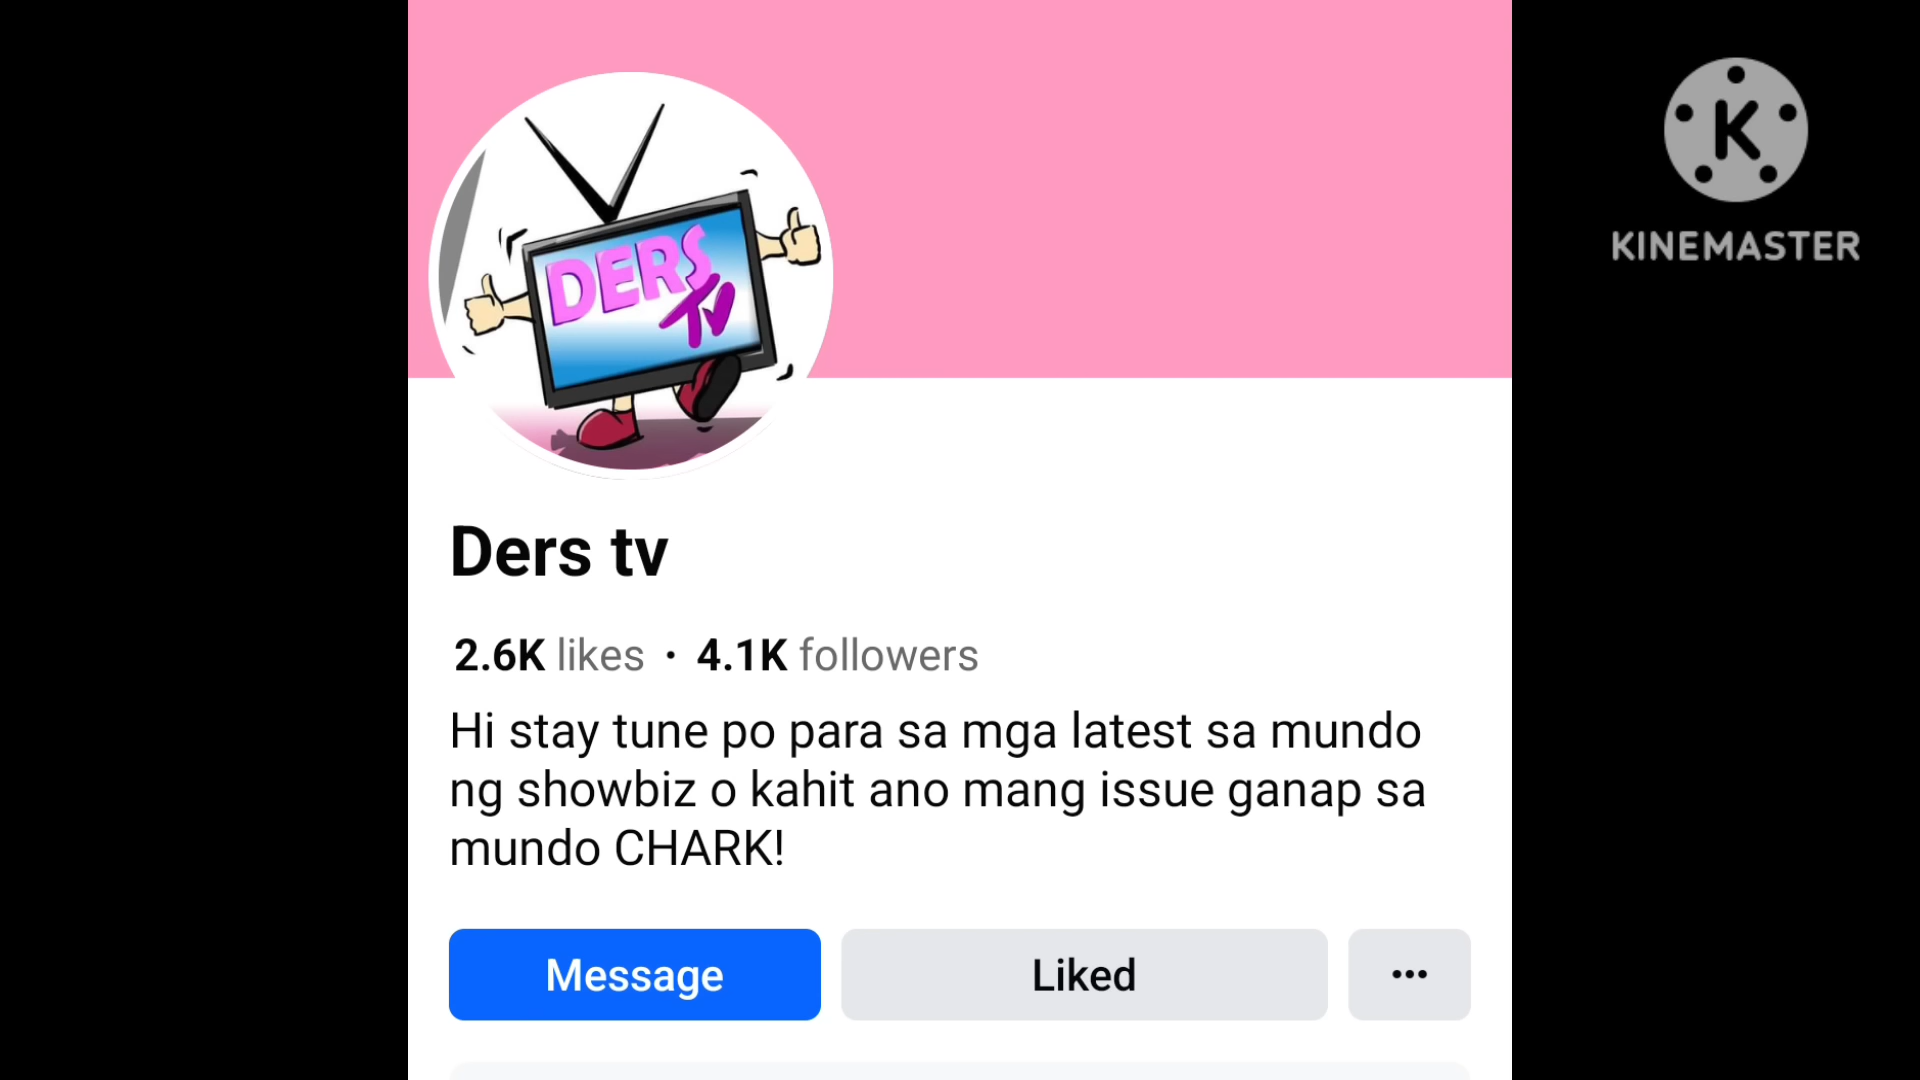 DERS
TV
KINEMASTER
Ders tv
2.6K likes · 4.1K followers
Hi stay tune po para sa mga latest sa mundo
ng showbiz o kahit ano mang issue ganap sa
mundo CHARK!
Message
Liked